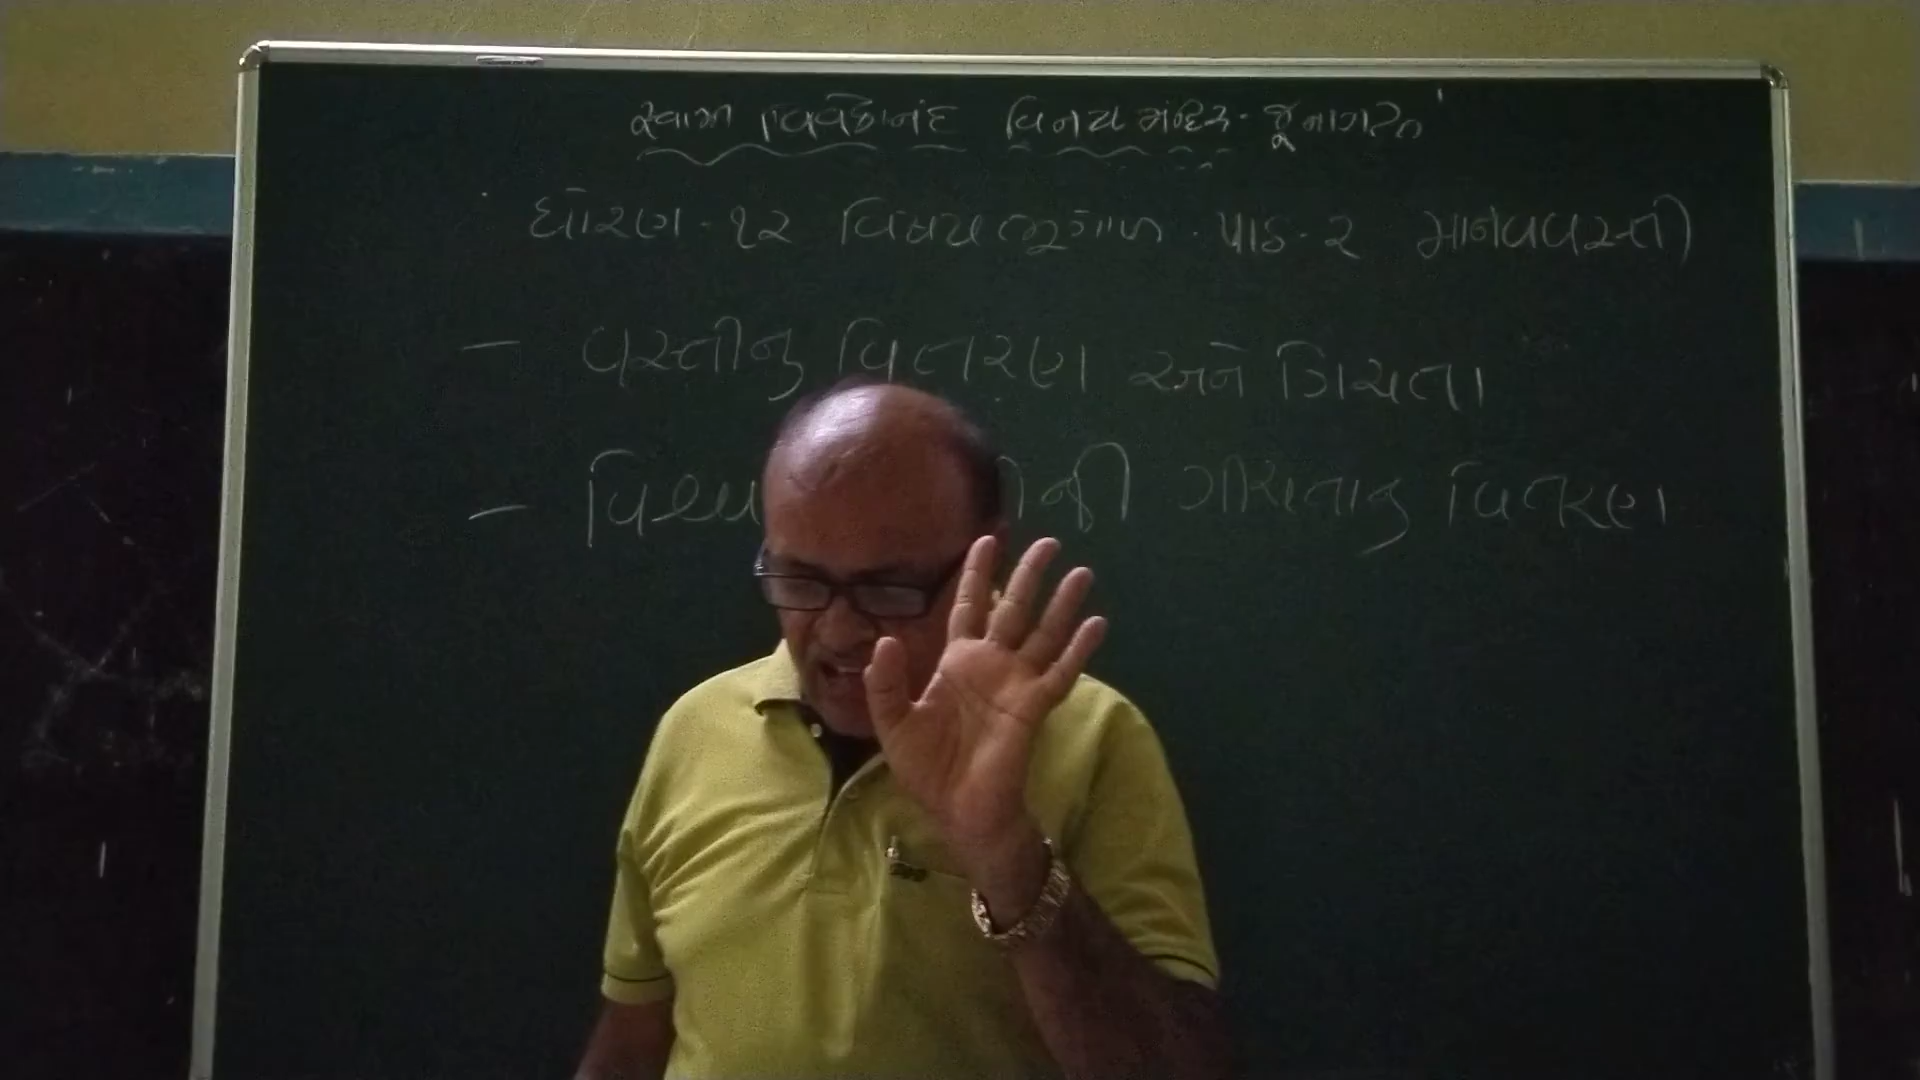 સ્વામી વિવેકાનંદ વિનય મંદિર - જૂનાગઢ
ધોરણ - ૧૨ વિષય ભૂગોળ . પાઠ - ૨ માનવવસ્તી
- વસ્તીનુ વિતરણ અને ગિચતા
- વિશ્વ ની ગીચતાનુ વિતરણ